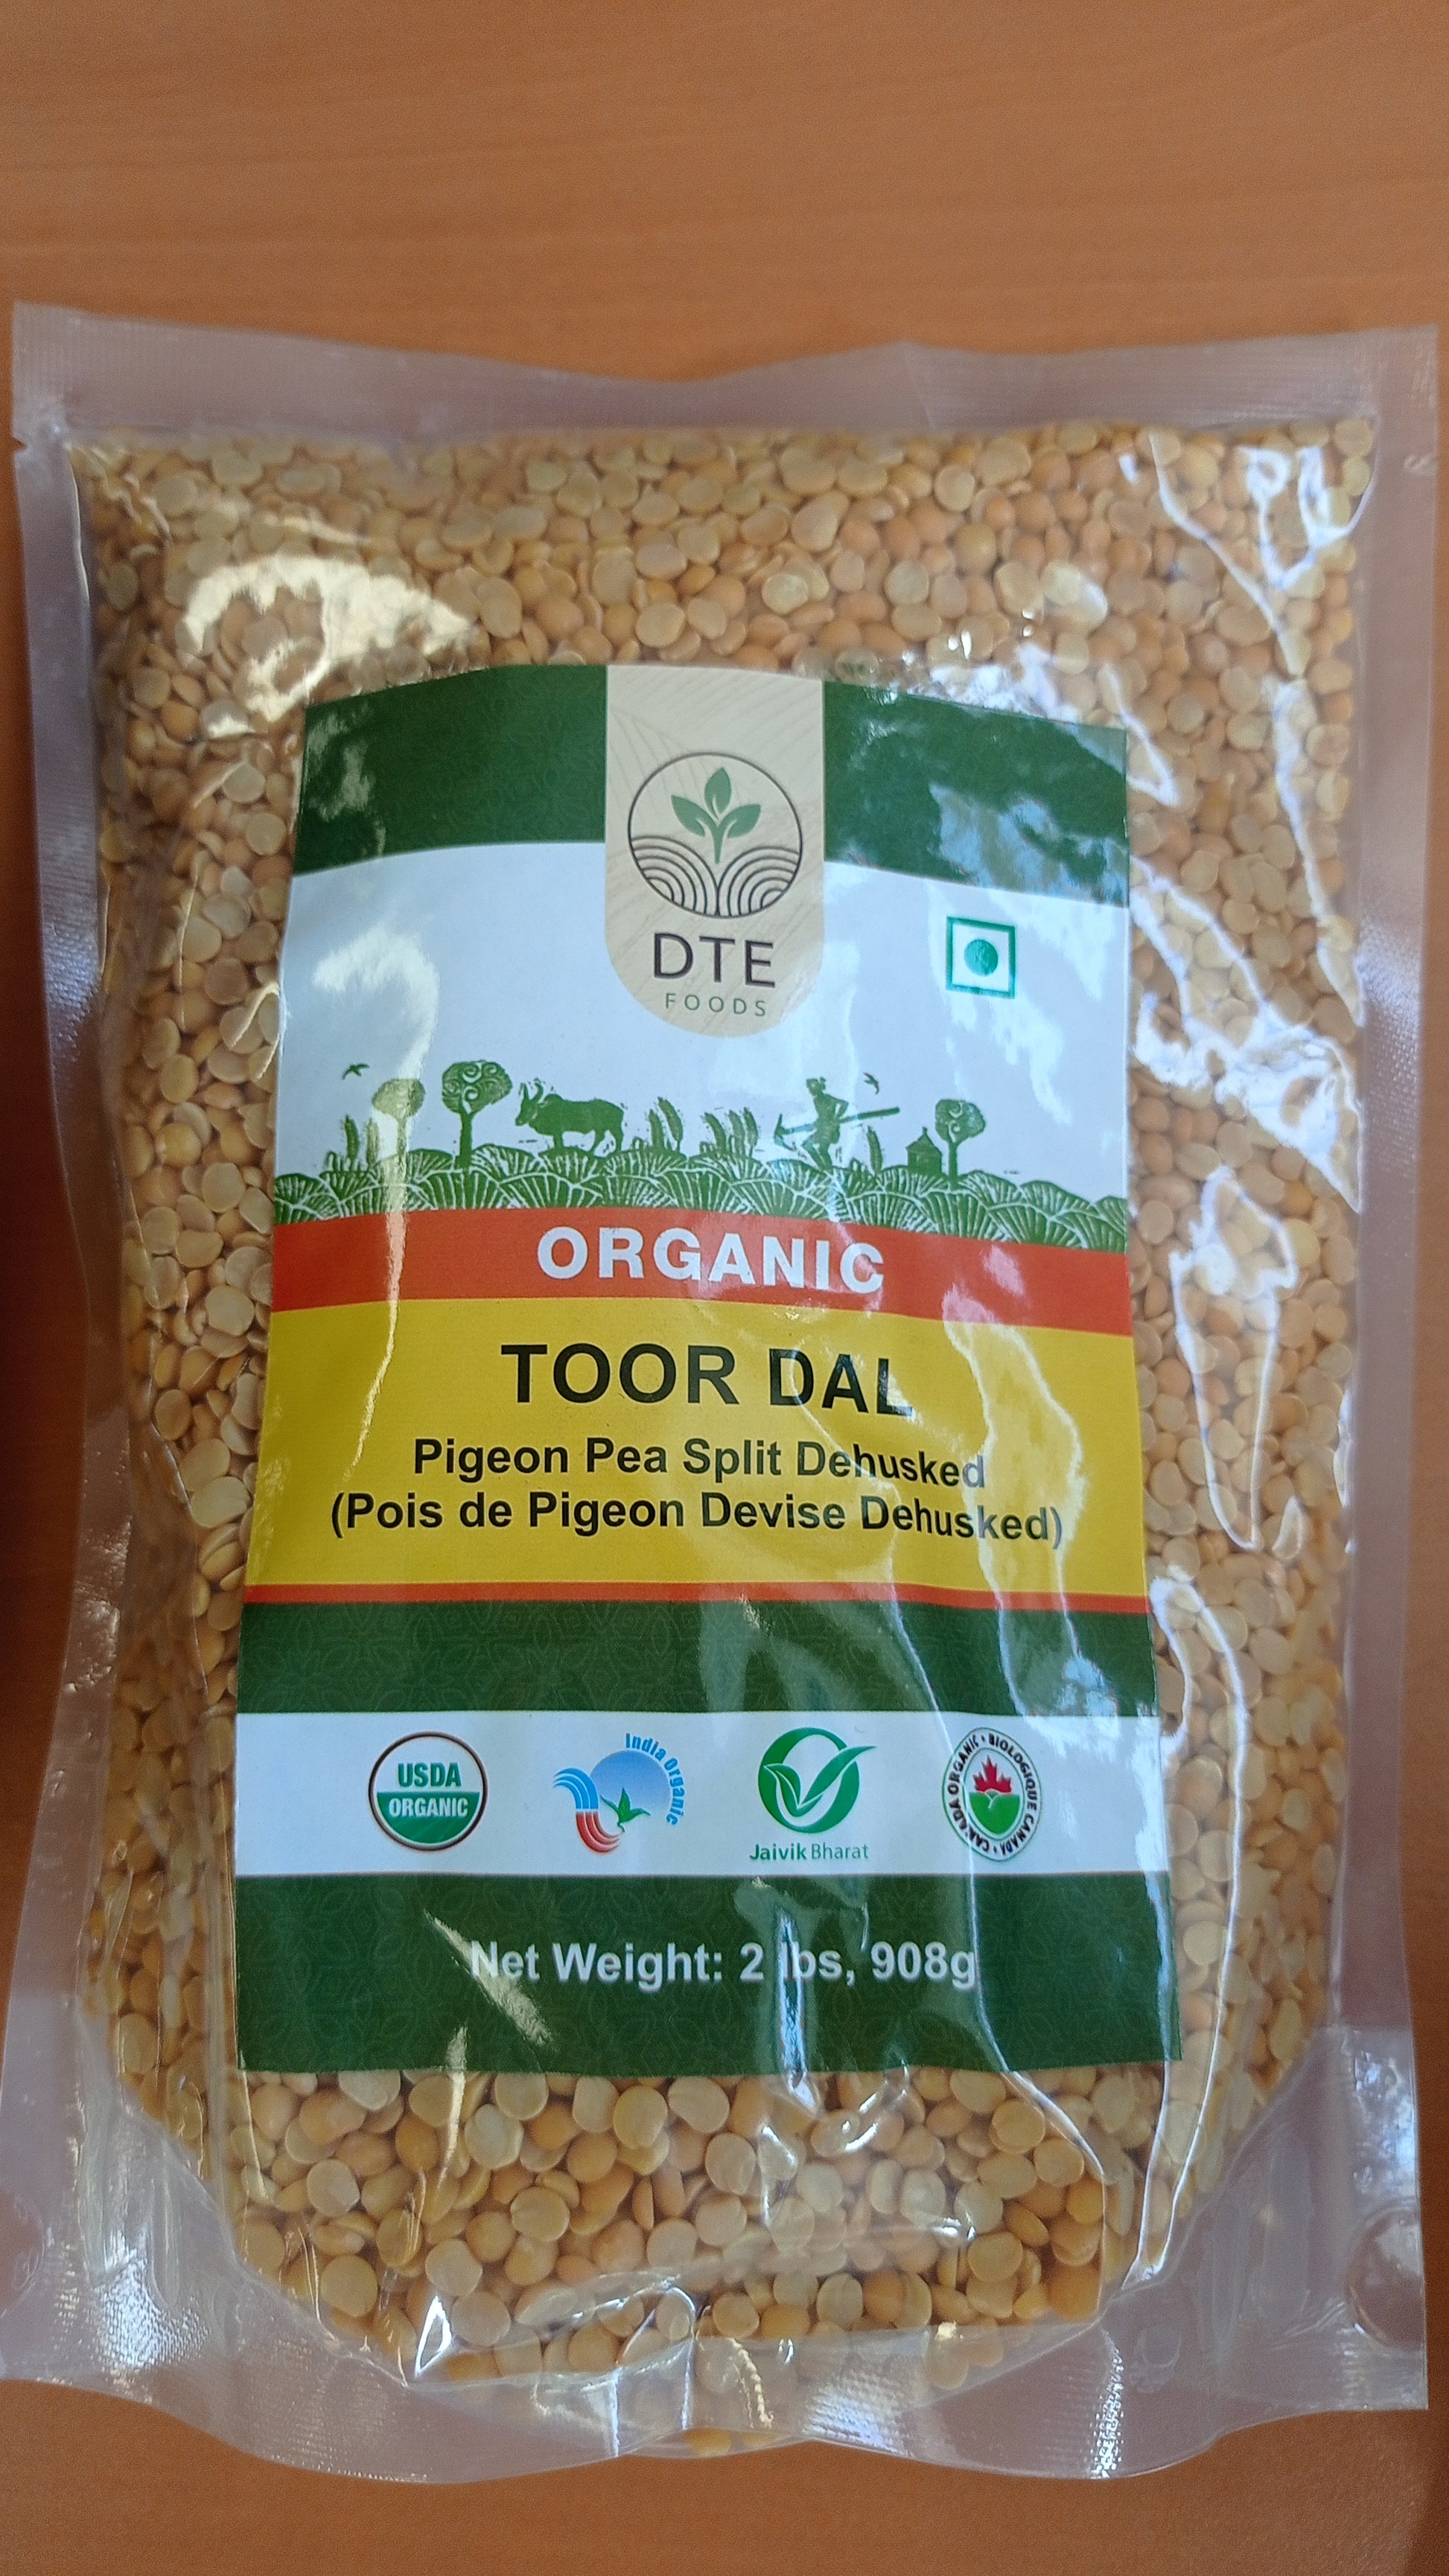 DTE
FOODS
ORGANIC
TOOR DAL
Pigeon Pea Split Dehusked
(Pois de Pigeon Devise Dehusked)
USDA
ORGANIC
India Organic
Jaivik Bharat
CANADA ORGANIC • BIOLOGIQUE CANADA •
Net Weight: 2 lbs, 908g